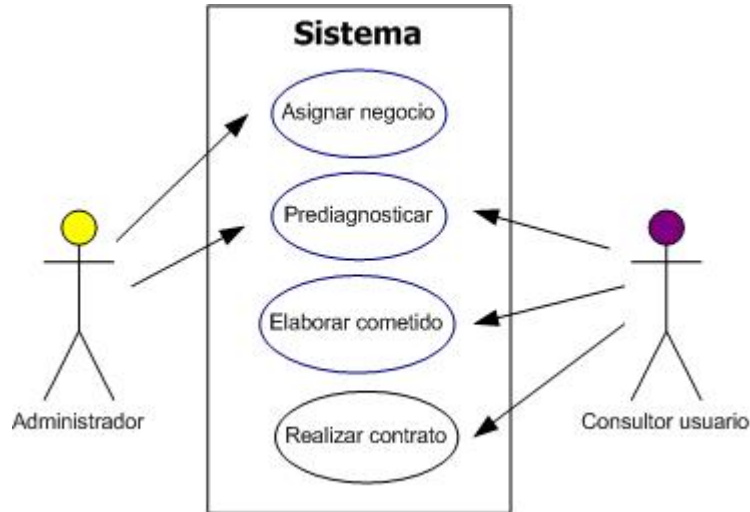 Sistema
Asignar negocio
Prediagnosticar
Elaborar cometido
Realizar contrato
Administrador
Consultor usuario